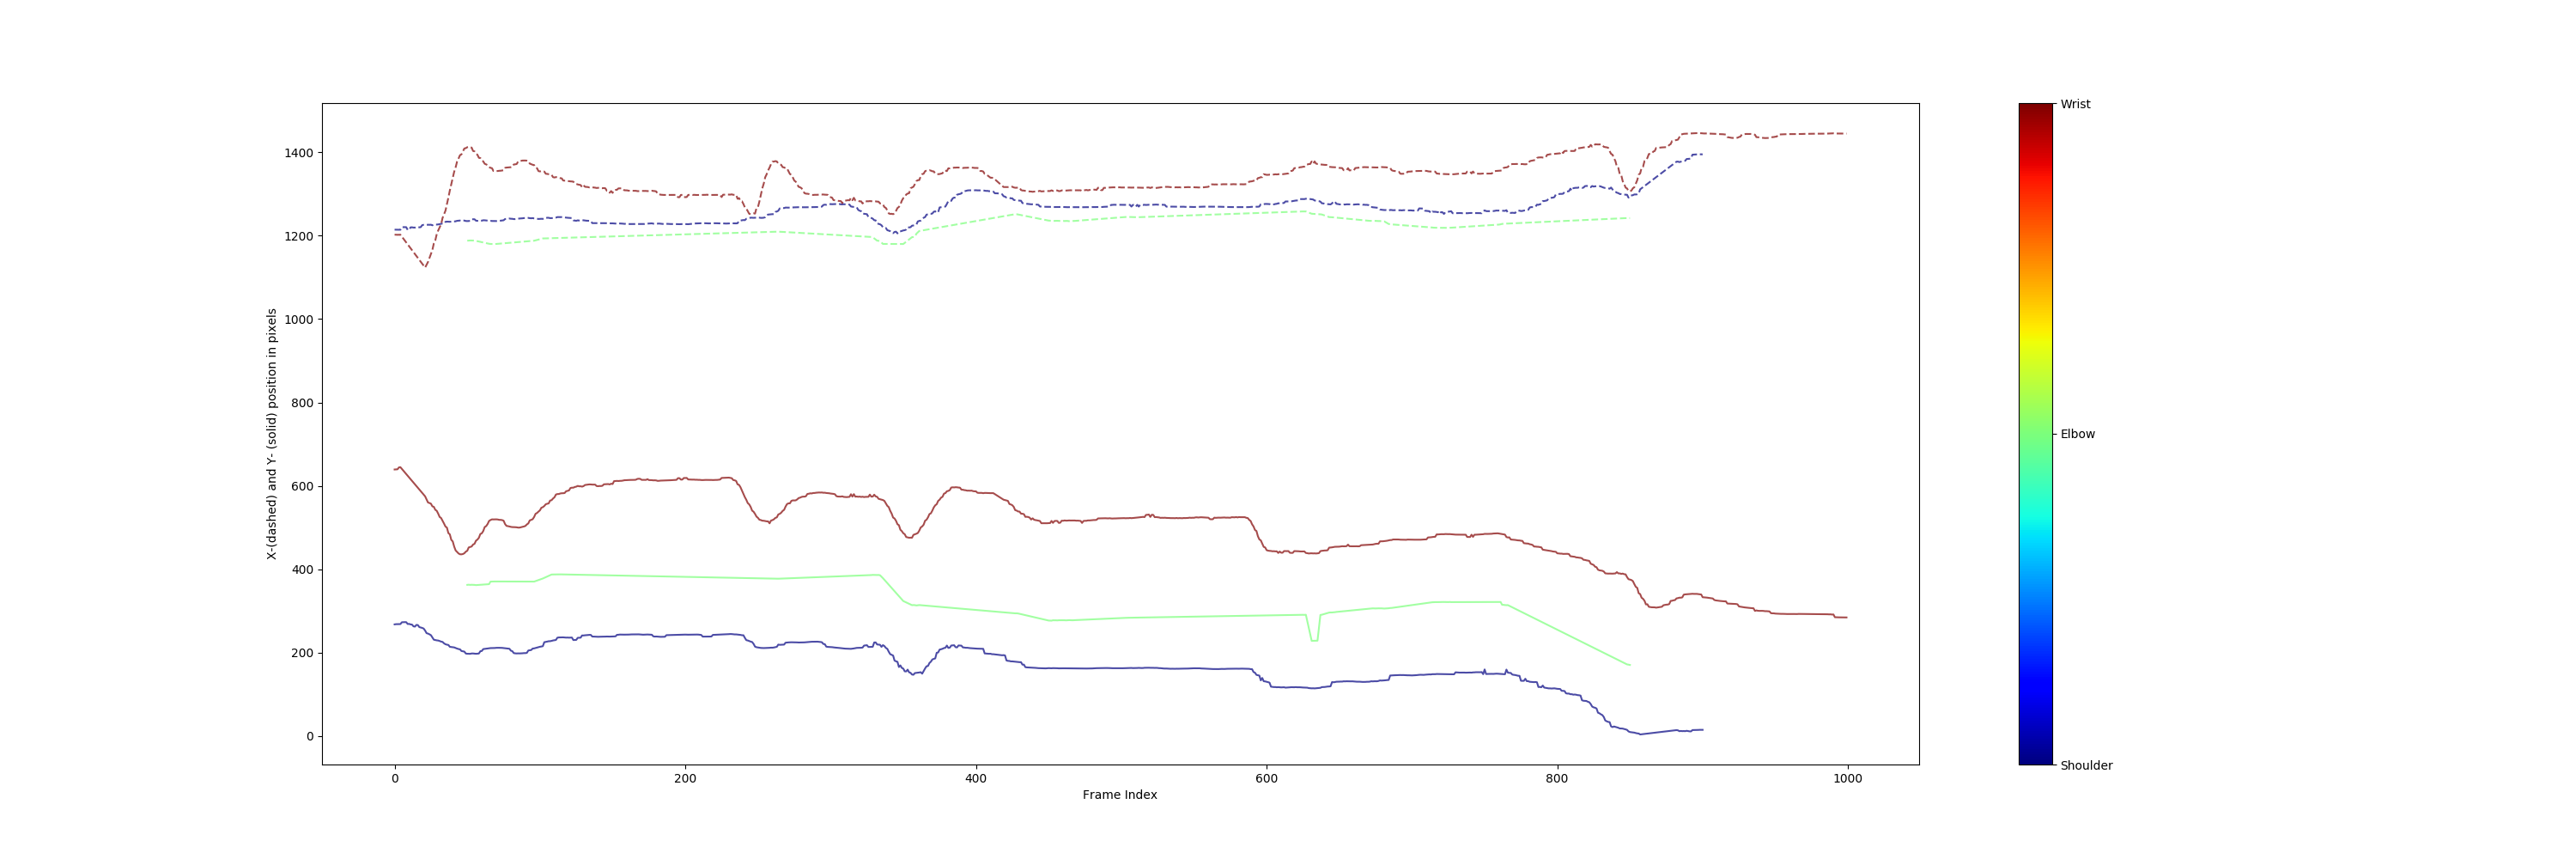 X-(dashed) and Y- (solid) position in pixels
1400
1200
1000
800
600
400
200
0
0 200 400 600 800 1000
Frame Index
Wrist
Elbow
Shoulder